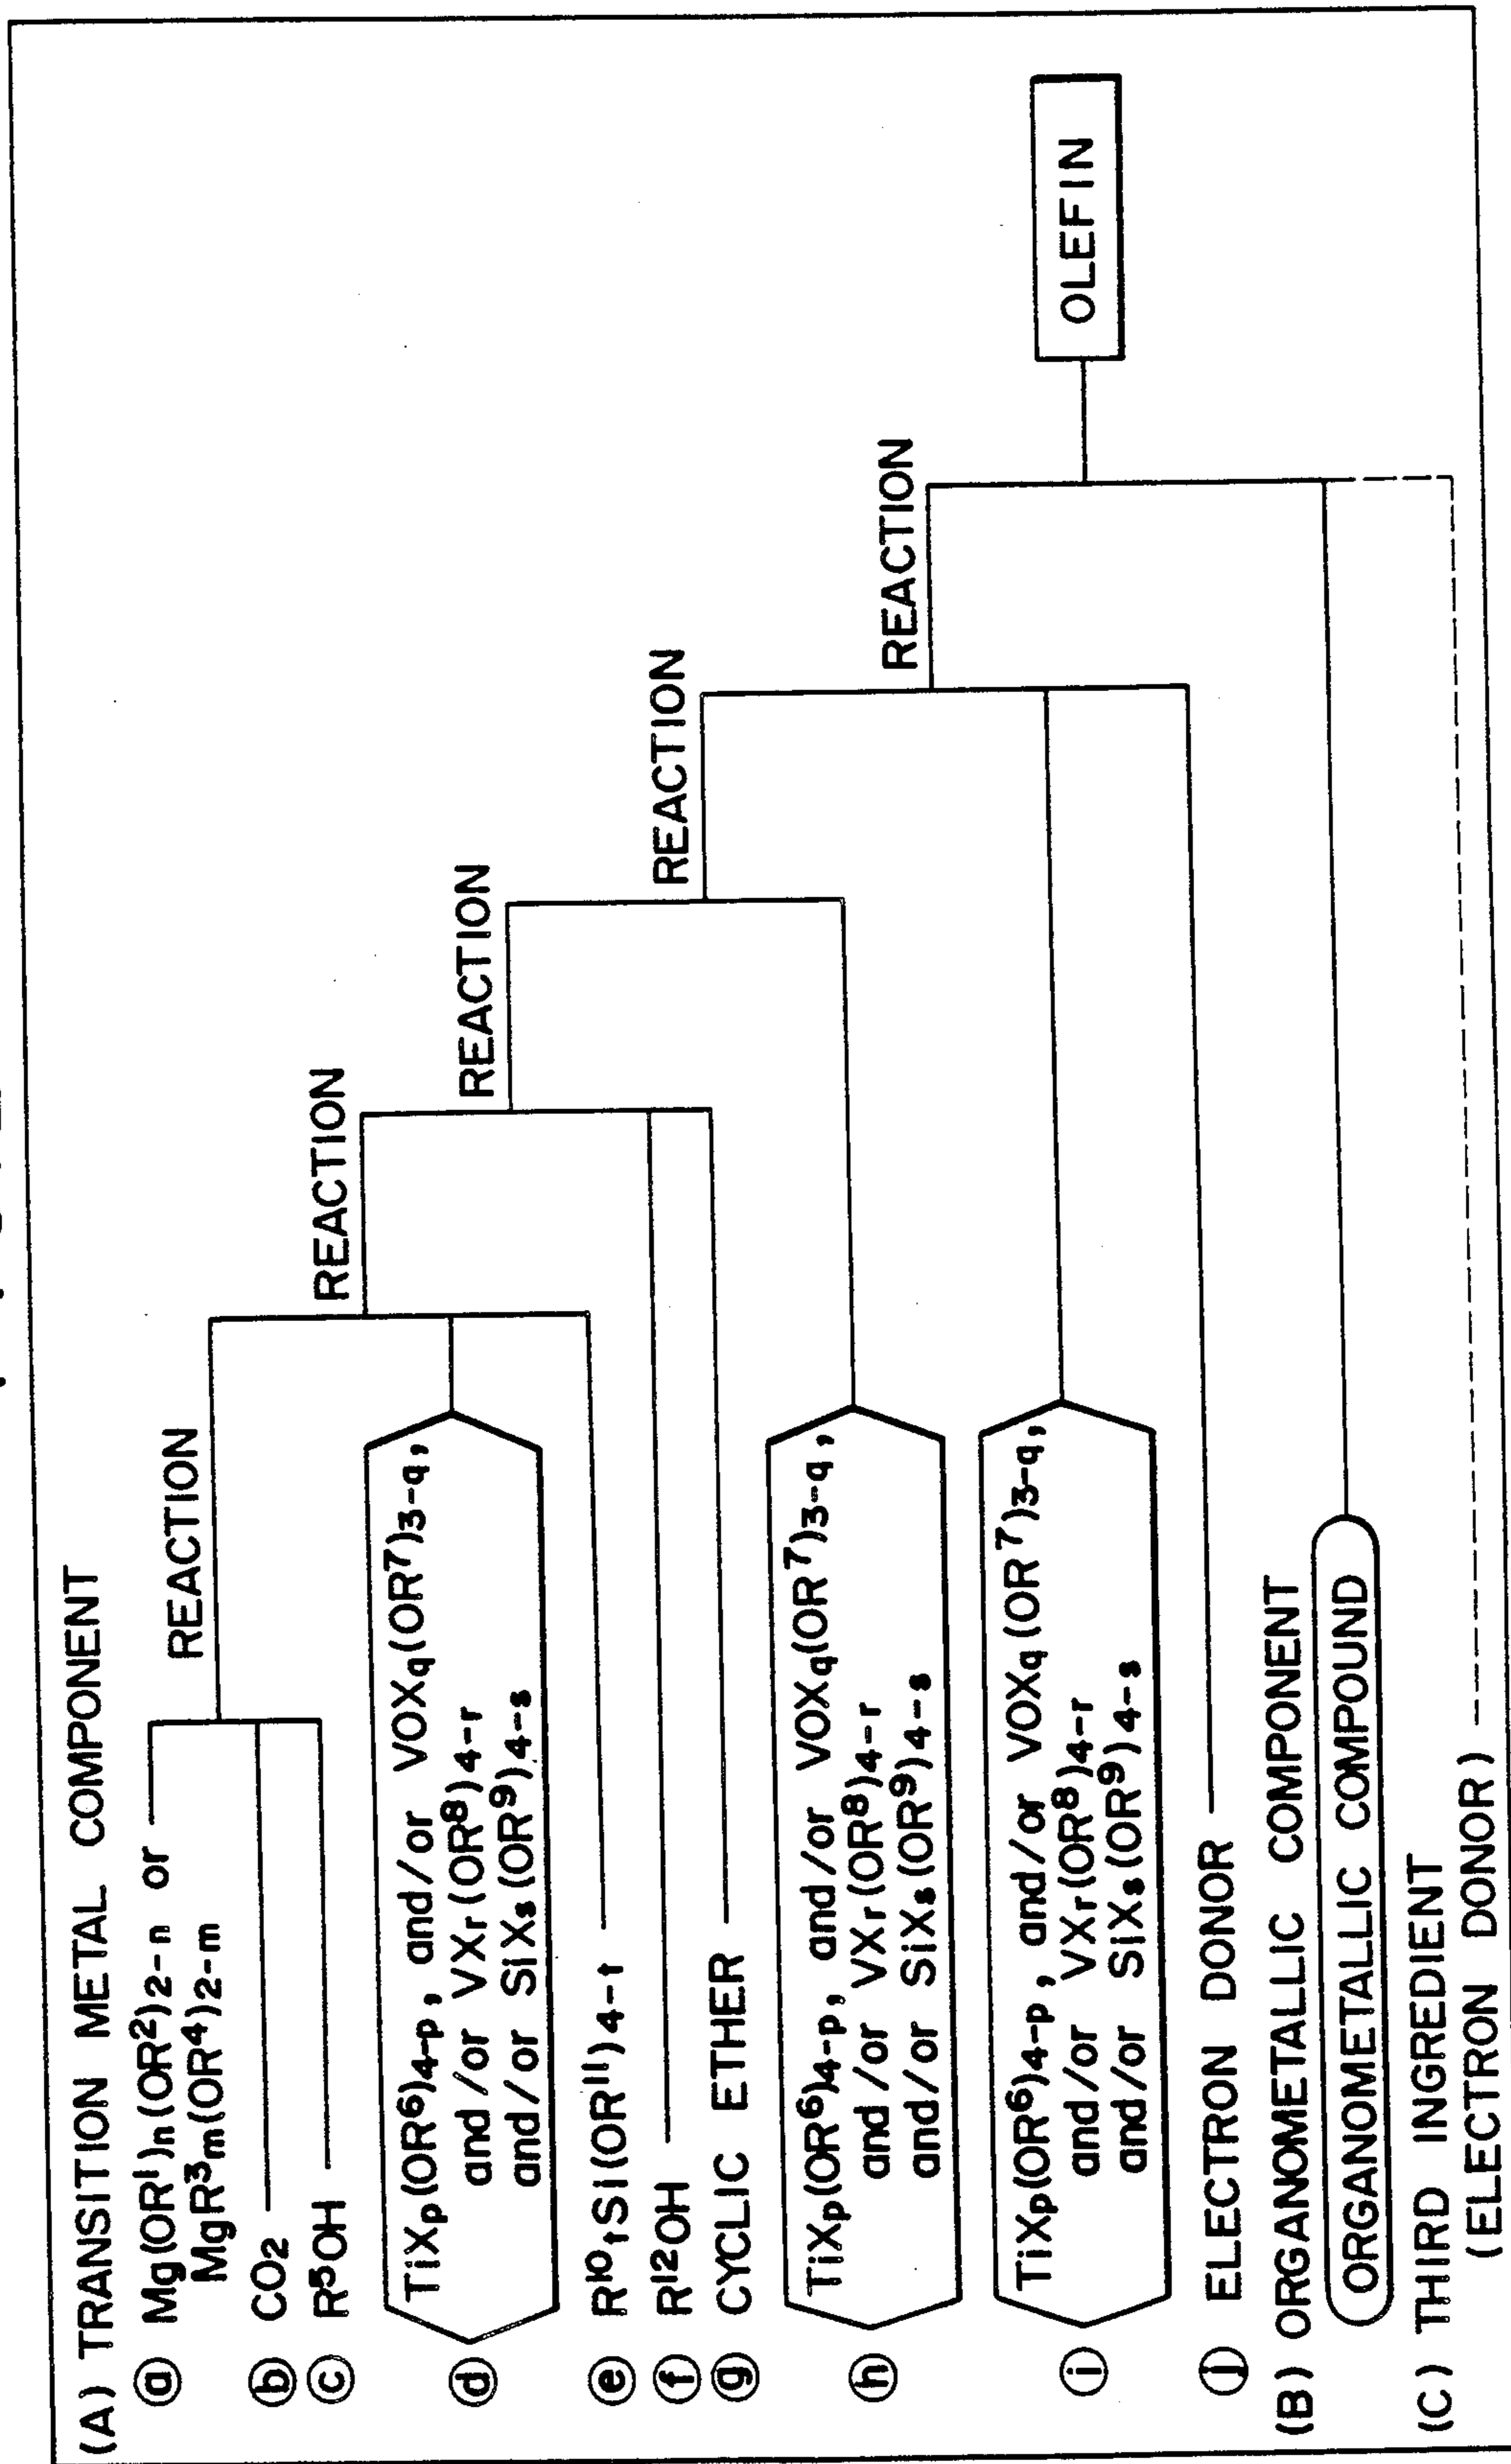 (A) TRANSITION METAL COMPONENT
ⓐ Mg(OR¹)ₙ(OR²)₂₋ₙ or
MgR³ₘ(OR⁴)₂₋ₘ
REACTION
ⓑ CO₂
ⓒ R⁵OH
REACTION
ⓓ TiXₚ(OR⁶)₄₋ₚ, and/or VOX_q(OR⁷)₃₋q,
and/or VXᵣ(OR⁸)₄₋ᵣ
and/or SiXₛ(OR⁹)₄₋ₛ
ⓔ R¹⁰ₜSi(OR¹¹)₄₋ₜ
REACTION
ⓕ R¹²OH
ⓖ CYCLIC ETHER
REACTION
ⓗ TiXₚ(OR⁶)₄₋ₚ, and/or VOX_q(OR⁷)₃₋q,
and/or VXᵣ(OR⁸)₄₋ᵣ
and/or SiXₛ(OR⁹)₄₋ₛ
REACTION
ⓘ TiXₚ(OR⁶)₄₋ₚ, and/or VOX_q(OR⁷)₃₋q,
and/or VXᵣ(OR⁸)₄₋ᵣ
and/or SiXₛ(OR⁹)₄₋ₛ
ⓙ ELECTRON DONOR
OLEFIN
(B) ORGANOMETALLIC COMPONENT
ORGANOMETALLIC COMPOUND
(C) THIRD INGREDIENT
(ELECTRON DONOR)